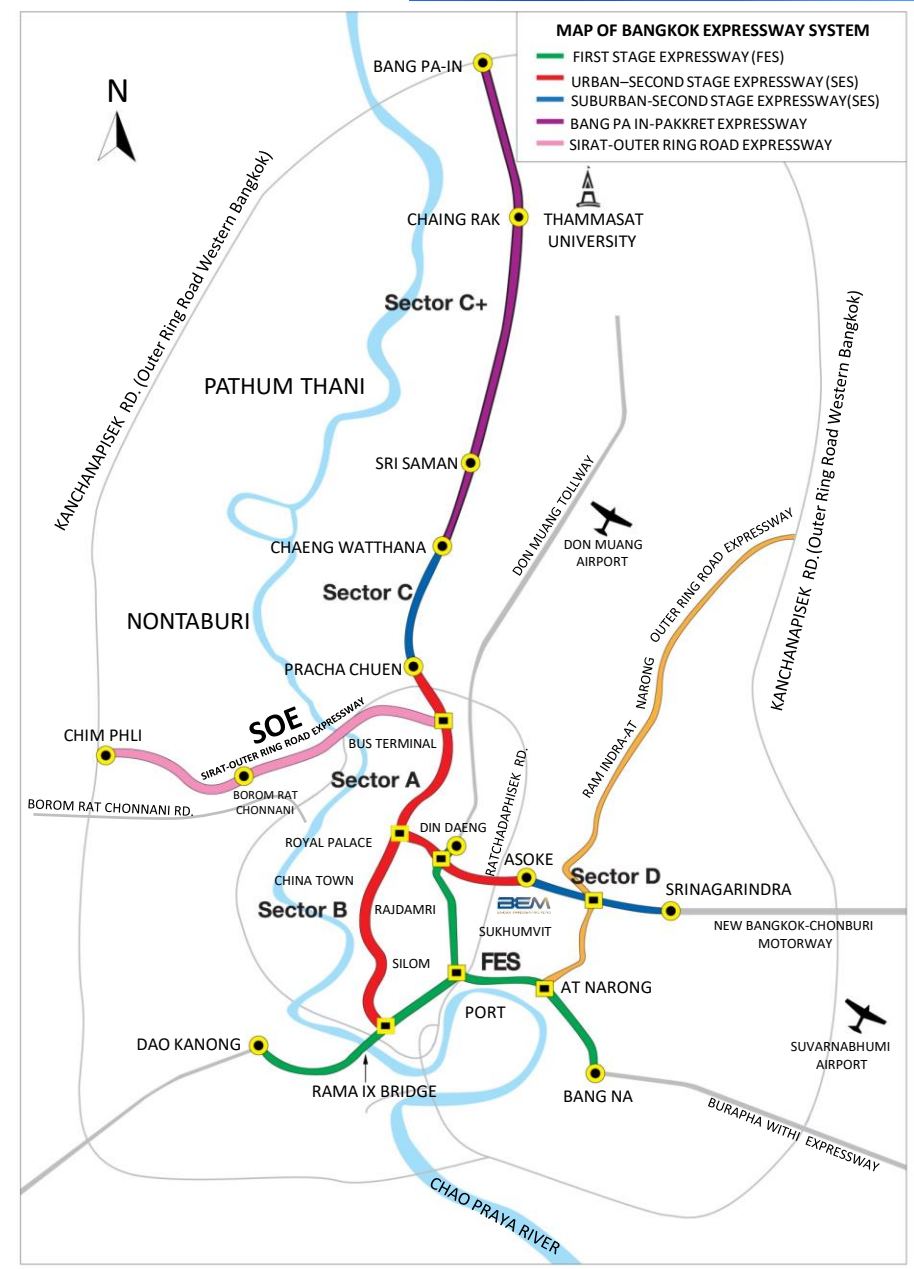 MAP OF BANGKOK EXPRESSWAY SYSTEM
FIRST STAGE EXPRESSWAY (FES)
URBAN–SECOND STAGE EXPRESSWAY (SES)
SUBURBAN-SECOND STAGE EXPRESSWAY(SES)
BANG PA IN-PAKKRET EXPRESSWAY
SIRAT-OUTER RING ROAD EXPRESSWAY
BANG PA-IN
N
CHAING RAK
THAMMASAT
UNIVERSITY
KANCHANAPISEK RD. (Outer Ring Road Western Bangkok)
Sector C+
PATHUM THANI
KANCHANAPISEK RD. (Outer Ring Road Western Bangkok)
SRI SAMAN
DON MUANG TOLLWAY
CHAENG WATTHANA
DON MUANG
AIRPORT
RAM INDRA-AT NARONG OUTER RING ROAD EXPRESSWAY
Sector C
NONTABURI
PRACHA CHUEN
SOE
SIRAT-OUTER RING ROAD EXPRESSWAY
CHIM PHLI
BUS TERMINAL
BOROM RAT
CHONNANI
BOROM RAT CHONNANI RD.
Sector A
RATCHADAPHISEK RD.
DIN DAENG
ROYAL PALACE
ASOKE
CHINA TOWN
Sector D
SRINAGARINDRA
Sector B
RAJDAMRI
BEM
NEW BANGKOK-CHONBURI
MOTORWAY
SUKHUMVIT
SILOM
FES
AT NARONG
PORT
DAO KANONG
SUVARNABHUMI
AIRPORT
RAMA IX BRIDGE
BANG NA
BURAPHA WITHI EXPRESSWAY
CHAO PRAYA RIVER